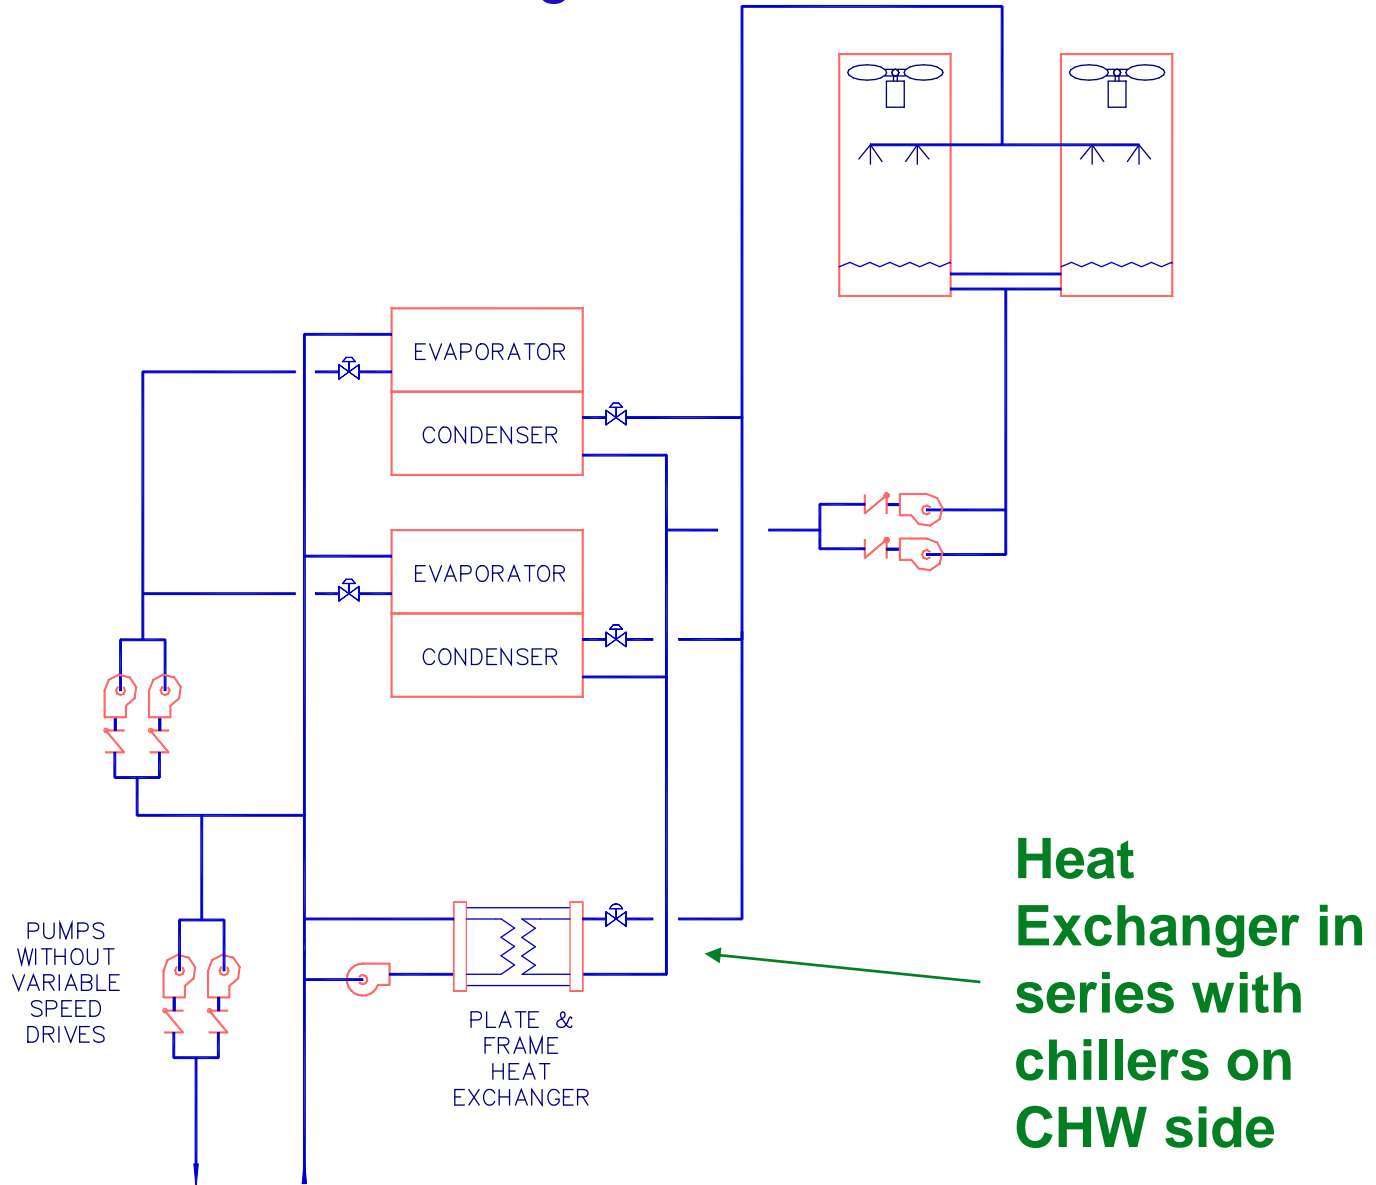 EVAPORATOR
CONDENSER
EVAPORATOR
CONDENSER
PUMPS
WITHOUT
VARIABLE
SPEED
DRIVES
PLATE &
FRAME
HEAT
EXCHANGER
Heat
Exchanger in
series with
chillers on
CHW side